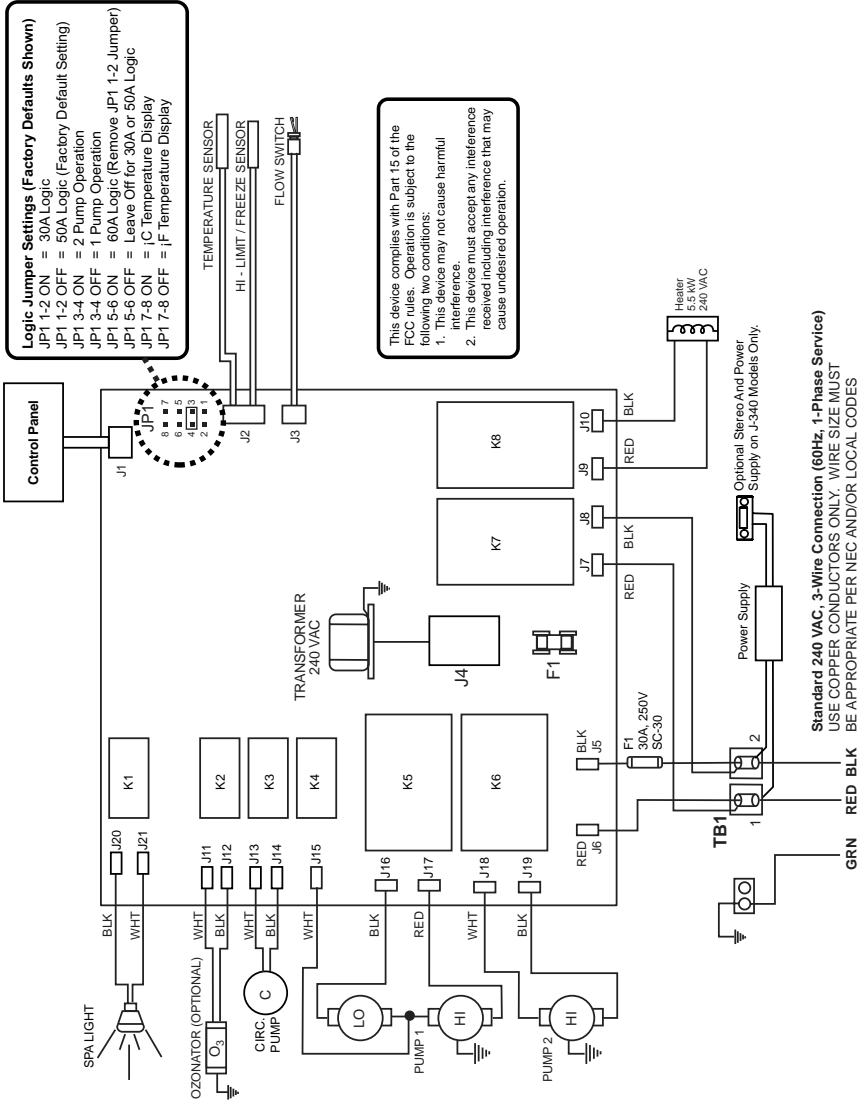 Logic Jumper Settings (Factory Defaults Shown)
JP1 1-2 ON = 30A Logic
JP1 1-2 OFF = 50A Logic (Factory Default Setting)
JP1 3-4 ON = 2 Pump Operation
JP1 3-4 OFF = 1 Pump Operation
JP1 5-6 ON = 60A Logic (Remove JP1 1-2 Jumper)
JP1 5-6 OFF = Leave Off for 30A or 50A Logic
JP1 7-8 ON = ¡C Temperature Display
JP1 7-8 OFF = ¡F Temperature Display
Control Panel
J1
JP1
8 7
6 5
4 3
2 1
J2
J3
TEMPERATURE SENSOR
HI - LIMIT / FREEZE SENSOR
FLOW SWITCH
This device complies with Part 15 of the
FCC rules. Operation is subject to the
following two conditions:
1. This device may not cause harmful
interference.
2. This device must accept any interference
received including interference that may
cause undesired operation.
SPA LIGHT
BLK
WHT
J20
J21
K1
OZONATOR (OPTIONAL)
O3
WHT
BLK
J11
J12
K2
CIRC.
PUMP
C
WHT
BLK
J13
J14
K3
WHT
J15
K4
TRANSFORMER
240 VAC
J4
F1
PUMP 1
LO
HI
BLK
RED
J16
J17
K5
PUMP 2
HI
WHT
BLK
J18
J19
K6
K7
K8
RED
J6
BLK
J5
J7
RED
J8
BLK
J9
RED
J10
BLK
F1
30A, 250V
SC-30
Heater
5.5 kW
240 VAC
TB1
1
2
Power Supply
Optional Stereo And Power
Supply on J-340 Models Only.
GRN
RED
BLK
Standard 240 VAC, 3-Wire Connection (60Hz, 1-Phase Service)
USE COPPER CONDUCTORS ONLY. WIRE SIZE MUST
BE APPROPRIATE PER NEC AND/OR LOCAL CODES